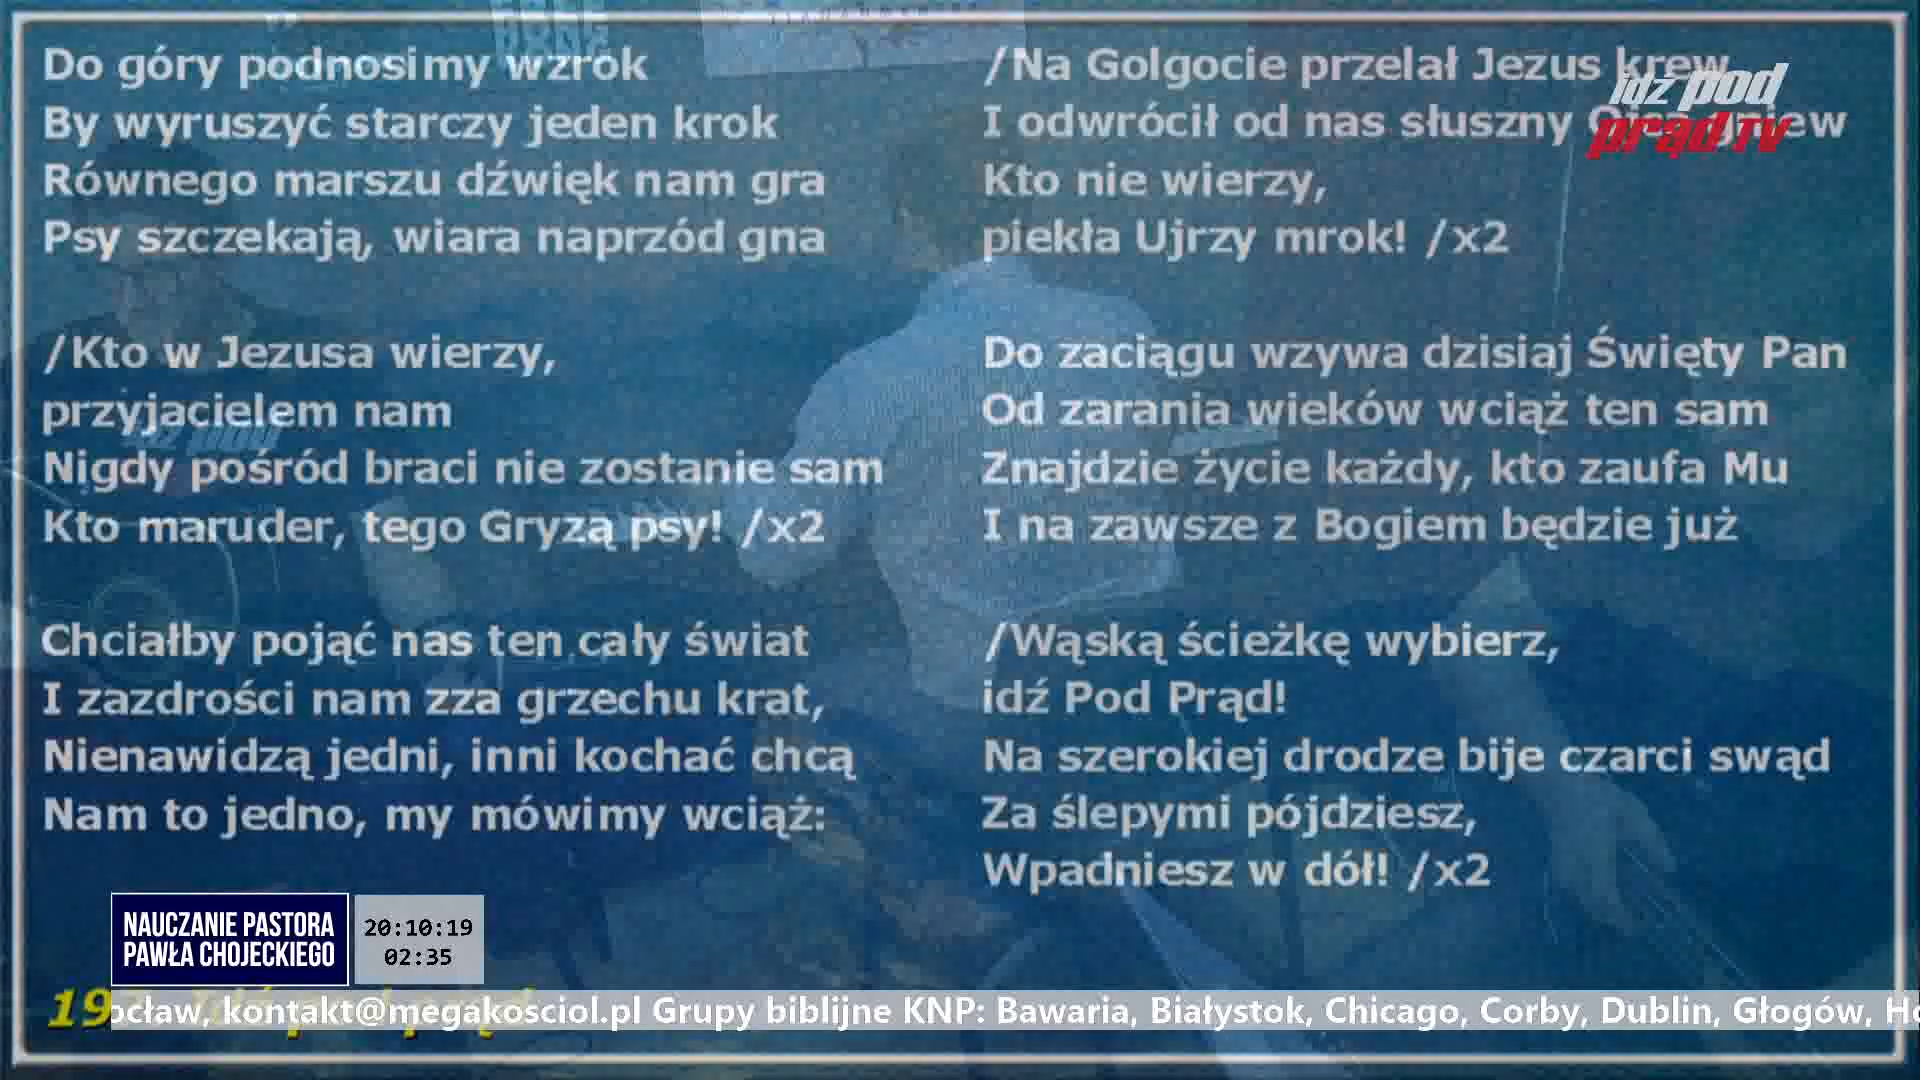 Do góry podnosimy wzrok
By wyruszyć starczy jeden krok
Równego marszu dźwięk nam gra
Psy szczekają, wiara naprzód gna
/Kto w Jezusa wierzy,
przyjacielem nam
Nigdy pośród braci nie zostanie sam
Kto maruder, tego Gryzą psy! /x2
Chciałby pojąć nas ten cały świat
I zazdrości nam zza grzechu krat,
Nienawidzą jedni, inni kochać chcą
Nam to jedno, my mówimy wciąż:
/Na Golgocie przelał Jezus krew
I odwrócił od nas słuszny gniew
Kto nie wierzy,
piekła Ujrzy mrok! /x2
Do zaciągu wzywa dzisiaj Święty Pan
Od zarania wieków wciąż ten sam
Znajdzie życie każdy, kto zaufa Mu
I na zawsze z Bogiem będzie już
/Wąską ścieżkę wybierz,
idź Pod Prąd!
Na szerokiej drodze bije czarci swąd
Za ślepymi pójdziesz,
Wpadniesz w dół! /x2
idź pod
prąd TV
NAUCZANIE PASTORA
PAWŁA CHOJECKIEGO
20:10:19
02:35
ocław, kontakt@megakosciol.pl Grupy biblijne KNP: Bawaria, Białystok, Chicago, Corby, Dublin, Głogów, Ho